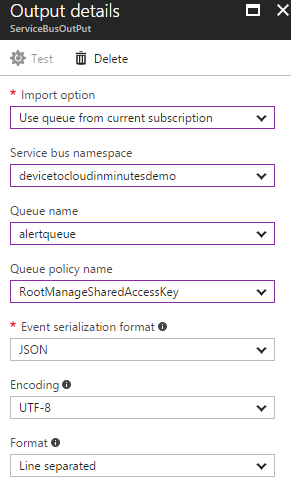 Output details
ServiceBusOutPut
Test Delete
* Import option
Use queue from current subscription
Service bus namespace
devicetocloudinminutesdemo
Queue name
alertqueue
Queue policy name
RootManageSharedAccessKey
* Event serialization format
JSON
Encoding
UTF-8
Format
Line separated